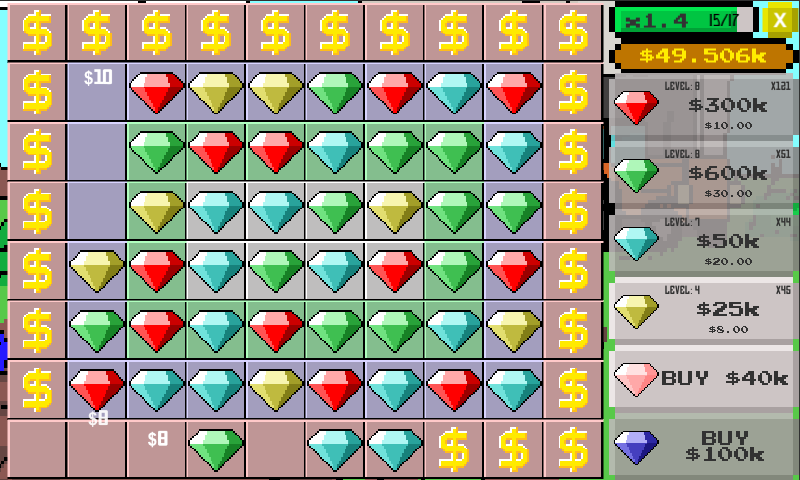 $ $ $ $ $ $ $ $ $ $
x1.4 15/17 X
$49.506k
$ $10 $
LEVEL: 8 X121
$300k
$10.00
$ $
LEVEL: 8 X51
$600k
$30.00
$ $
LEVEL: 7 X44
$50k
$20.00
$ $
LEVEL: 4 X45
$25k
$8.00
$ $
BUY $40k
$ $
$8
$8 $ $ $
BUY
$100k